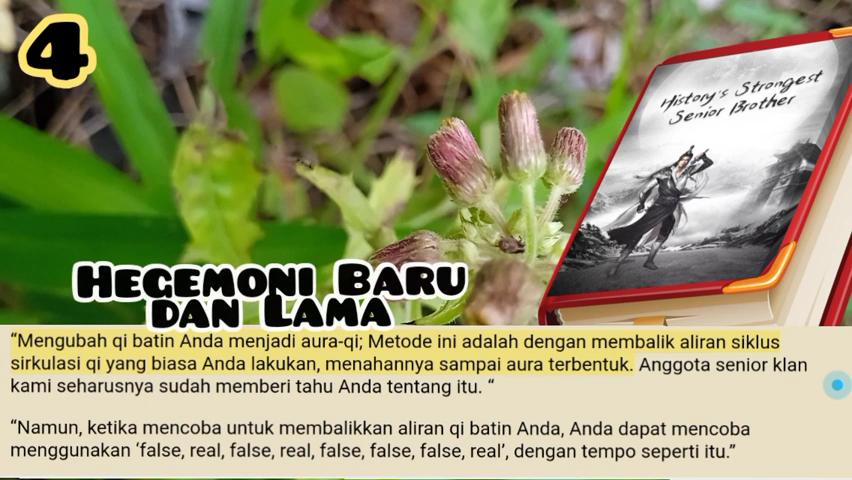 4
History's Strongest
Senior Brother
HEGEMONI BARU
DAN LAMA
“Mengubah qi batin Anda menjadi aura-qi; Metode ini adalah dengan membalik aliran siklus
sirkulasi qi yang biasa Anda lakukan, menahannya sampai aura terbentuk. Anggota senior klan
kami seharusnya sudah memberi tahu Anda tentang itu. “
“Namun, ketika mencoba untuk membalikkan aliran qi batin Anda, Anda dapat mencoba
menggunakan ‘false, real, false, real, false, false, false, real’, dengan tempo seperti itu.”